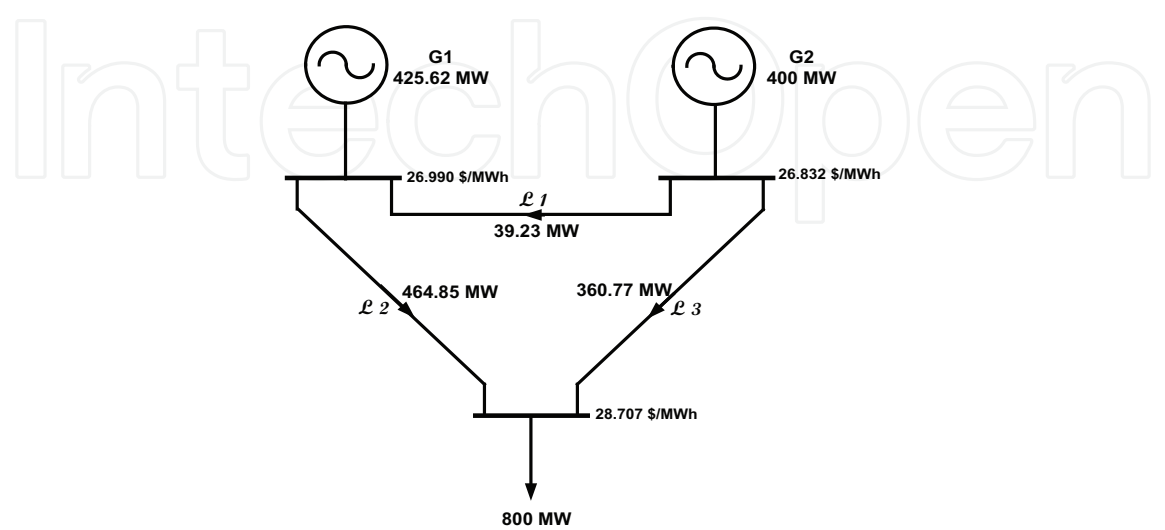 IntechOpen
G1
425.62 MW
G2
400 MW
26.990 $/MWh
26.832 $/MWh
ℒ 1
39.23 MW
464.85 MW
360.77 MW
ℒ 2
ℒ 3
28.707 $/MWh
800 MW